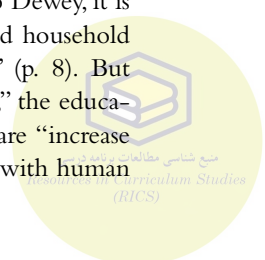 o Dewey, it is
d household
” (p. 8). But
,” the educa-
are “increase
with human
منبع شناسی مطالعات برنامه درسی
Resources in Curriculum Studies
(RICS)